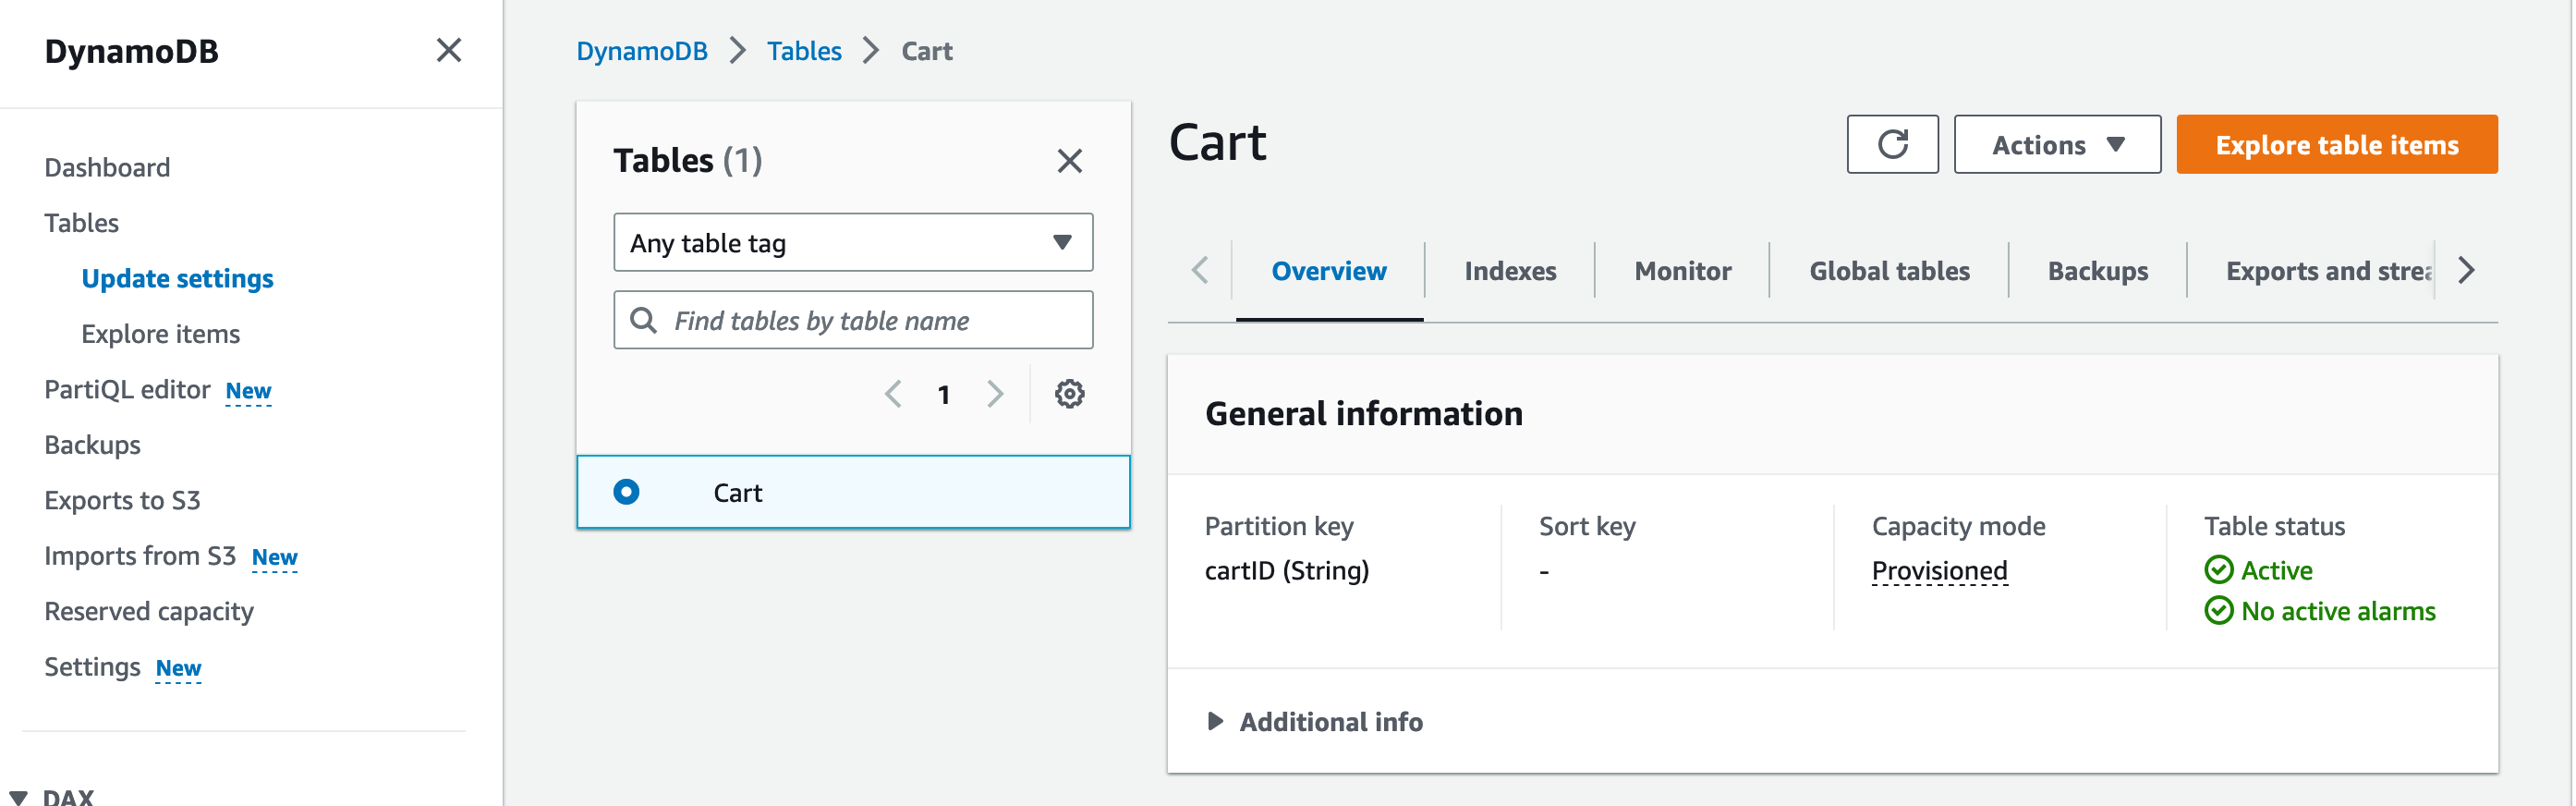 DynamoDB
Dashboard
Tables
Update settings
Explore items
PartiQL editor New
Backups
Exports to S3
Imports from S3 New
Reserved capacity
Settings New
DAX
DynamoDB Tables Cart
Tables (1)
Any table tag
Find tables by table name
1
Cart
Cart
Actions
Explore table items
Overview Indexes Monitor Global tables Backups Exports and strea
General information
Partition key
cartID (String)
Sort key
-
Capacity mode
Provisioned
Table status
Active
No active alarms
Additional info